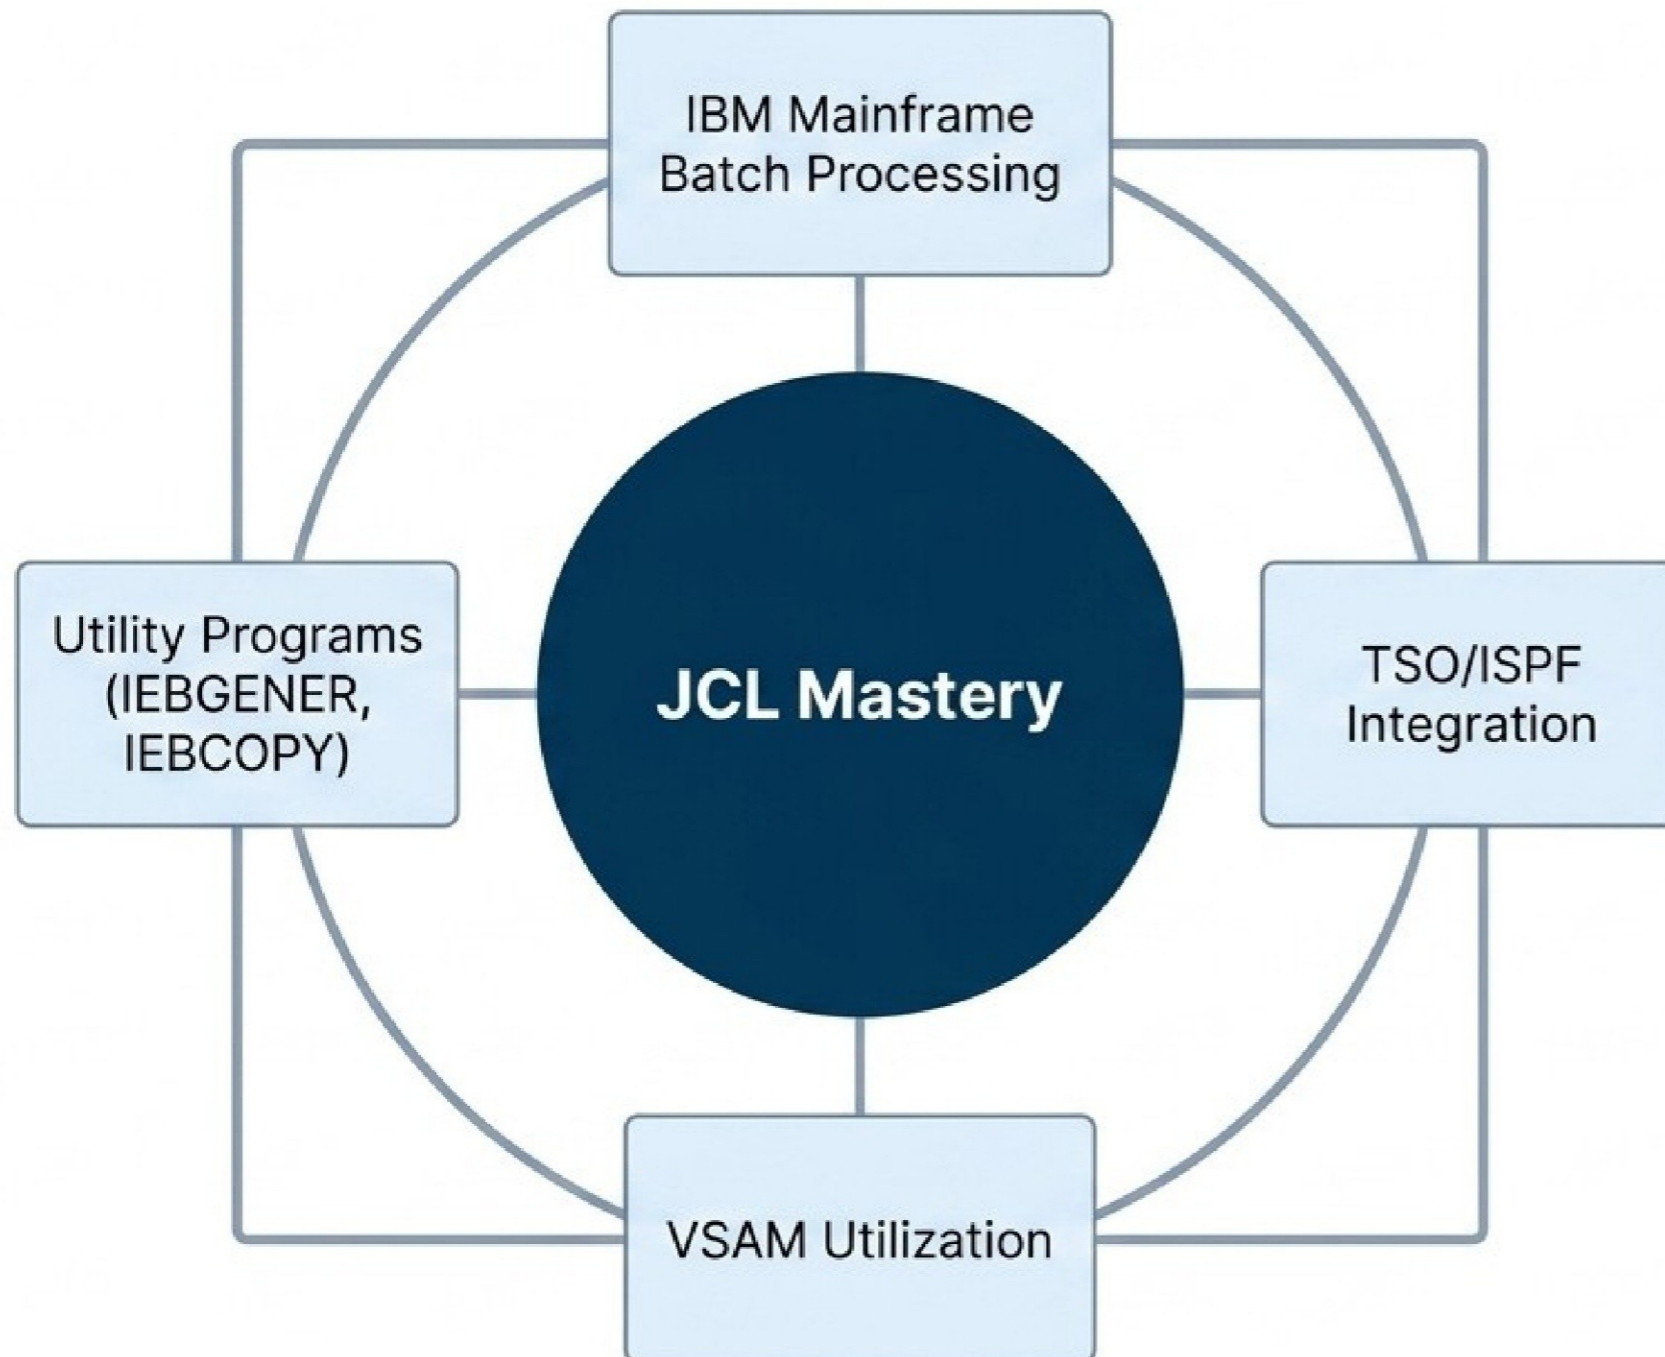 IBM Mainframe
Batch Processing
Utility Programs
(IEBGENER,
IEBCOPY)
JCL Mastery
TSO/ISPF
Integration
VSAM Utilization